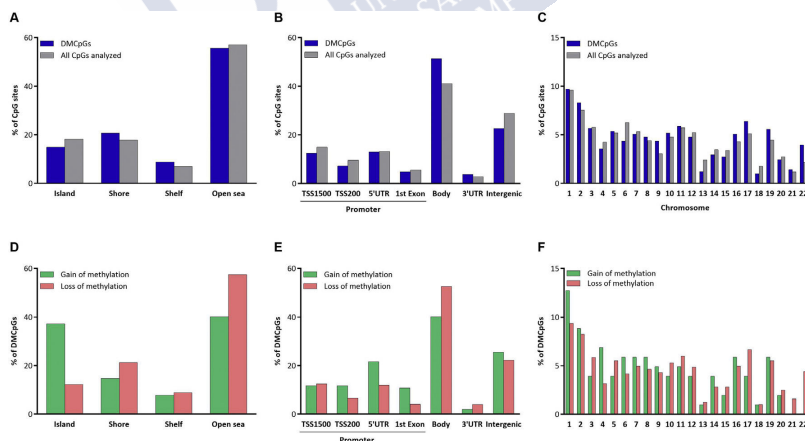 A
DMCpGs
All CpGs analyzed
% of CpG sites
60
40
20
0
Island Shore Shelf Open sea
B
DMCpGs
All CpGs analyzed
% of CpG sites
60
40
20
0
TSS1500 TSS200 5'UTR 1st Exon Body 3'UTR Intergenic
Promoter
C
DMCpGs
All CpGs analyzed
% of CpG sites
15
10
5
0
1 2 3 4 5 6 7 8 9 10 11 12 13 14 15 16 17 18 19 20 21 22
Chromosome
D
Gain of methylation
Loss of methylation
% of DMCpGs
60
40
20
0
Island Shore Shelf Open sea
E
Gain of methylation
Loss of methylation
% of DMCpGs
60
40
20
0
TSS1500 TSS200 5'UTR 1st Exon Body 3'UTR Intergenic
Promoter
F
Gain of methylation
Loss of methylation
% of DMCpGs
15
10
5
0
1 2 3 4 5 6 7 8 9 10 11 12 13 14 15 16 17 18 19 20 21 22